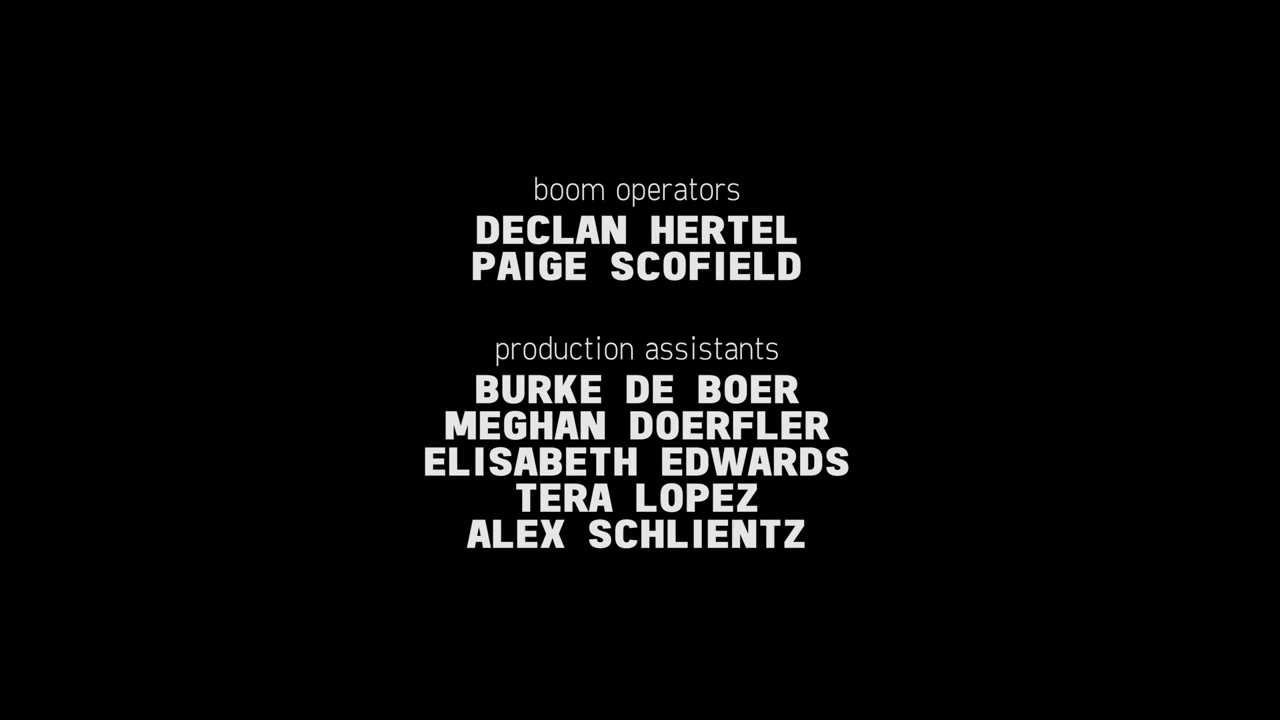 boom operators
DECLAN HERTEL
PAIGE SCOFIELD
production assistants
BURKE DE BOER
MEGHAN DOERFLER
ELISABETH EDWARDS
TERA LOPEZ
ALEX SCHLIENTZ